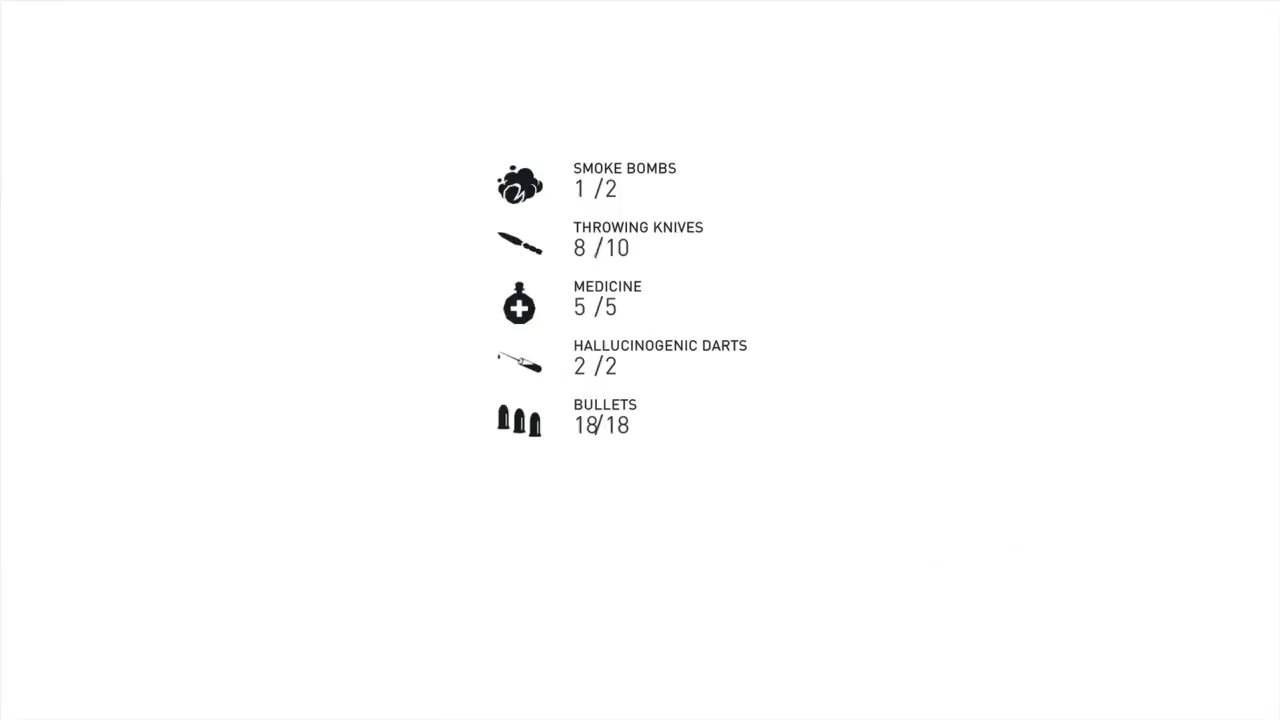 SMOKE BOMBS
1 /2
THROWING KNIVES
8 /10
MEDICINE
5 /5
HALLUCINOGENIC DARTS
2 /2
BULLETS
18/18